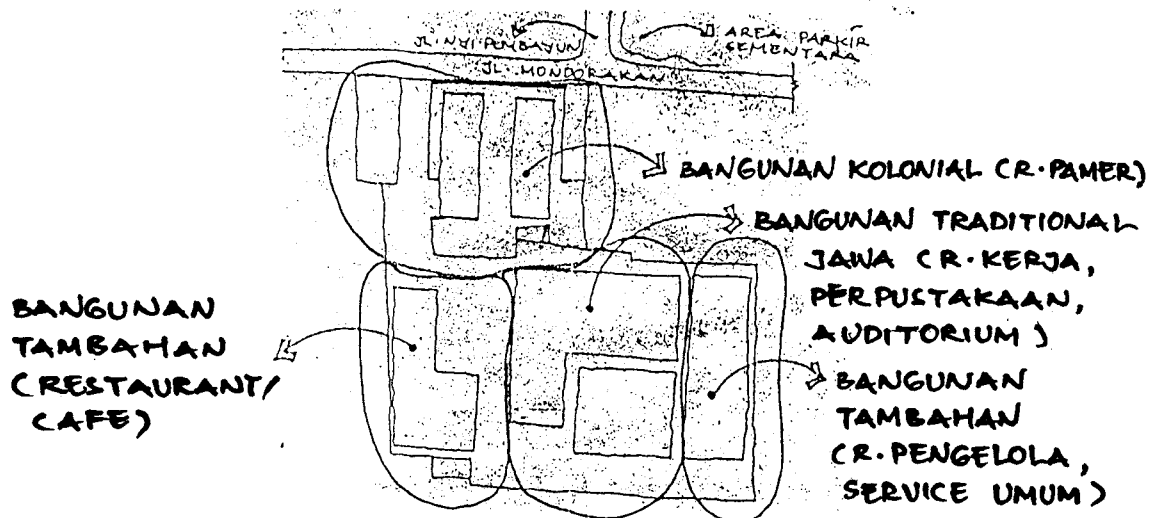 JL. NYI PEMBAYUN
AREA PARKIR
SEMENTARA
JL. MONDORAKAN
BANGUNAN KOLONIAL (R. PAMER)
BANGUNAN TRADITIONAL
JAWA (R. KERJA,
PERPUSTAKAAN,
AUDITORIUM)
BANGUNAN
TAMBAHAN
(RESTAURANT/
CAFE)
BANGUNAN
TAMBAHAN
(R. PENGELOLA,
SERVICE UMUM)